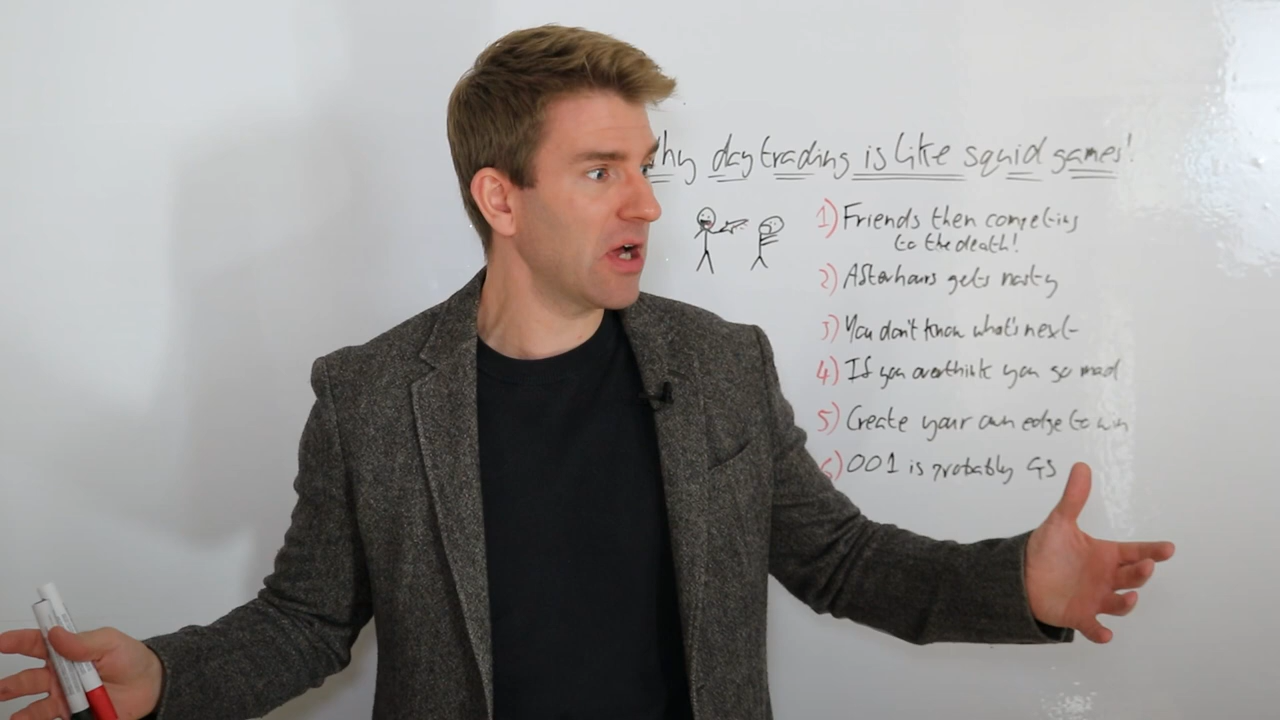 hy day trading is like squid games!
1) Friends then competing
to the death!
2) Afterhours gets nasty
3) You don't know what's next
4) If you overthink you go mad
5) Create your own edge to win
6) 001 is probably GS